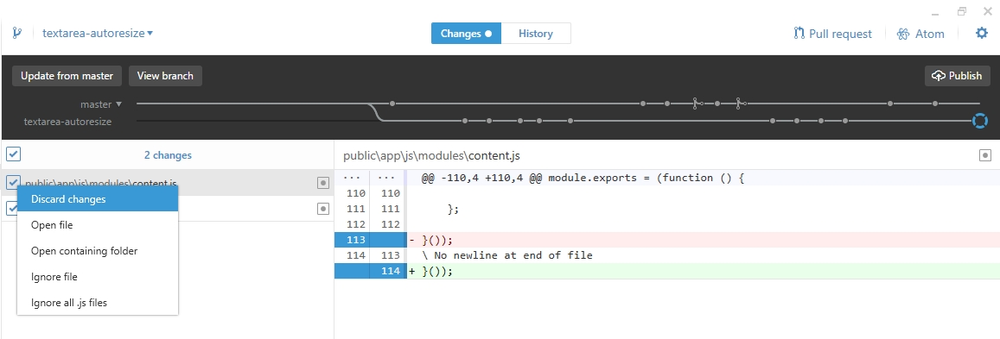 textarea-autoresize
Changes
History
Pull request
Atom
Update from master
View branch
Publish
master
textarea-autoresize
2 changes
public\app\js\modules\content.js
public\app\js\modules\content.js
Discard changes
Open file
Open containing folder
Ignore file
Ignore all .js files
··· ··· @@ -110,4 +110,4 @@ module.exports = (function () {
110 110
111 111 };
112 112
113 - }());
114 113 \ No newline at end of file
114 + }());